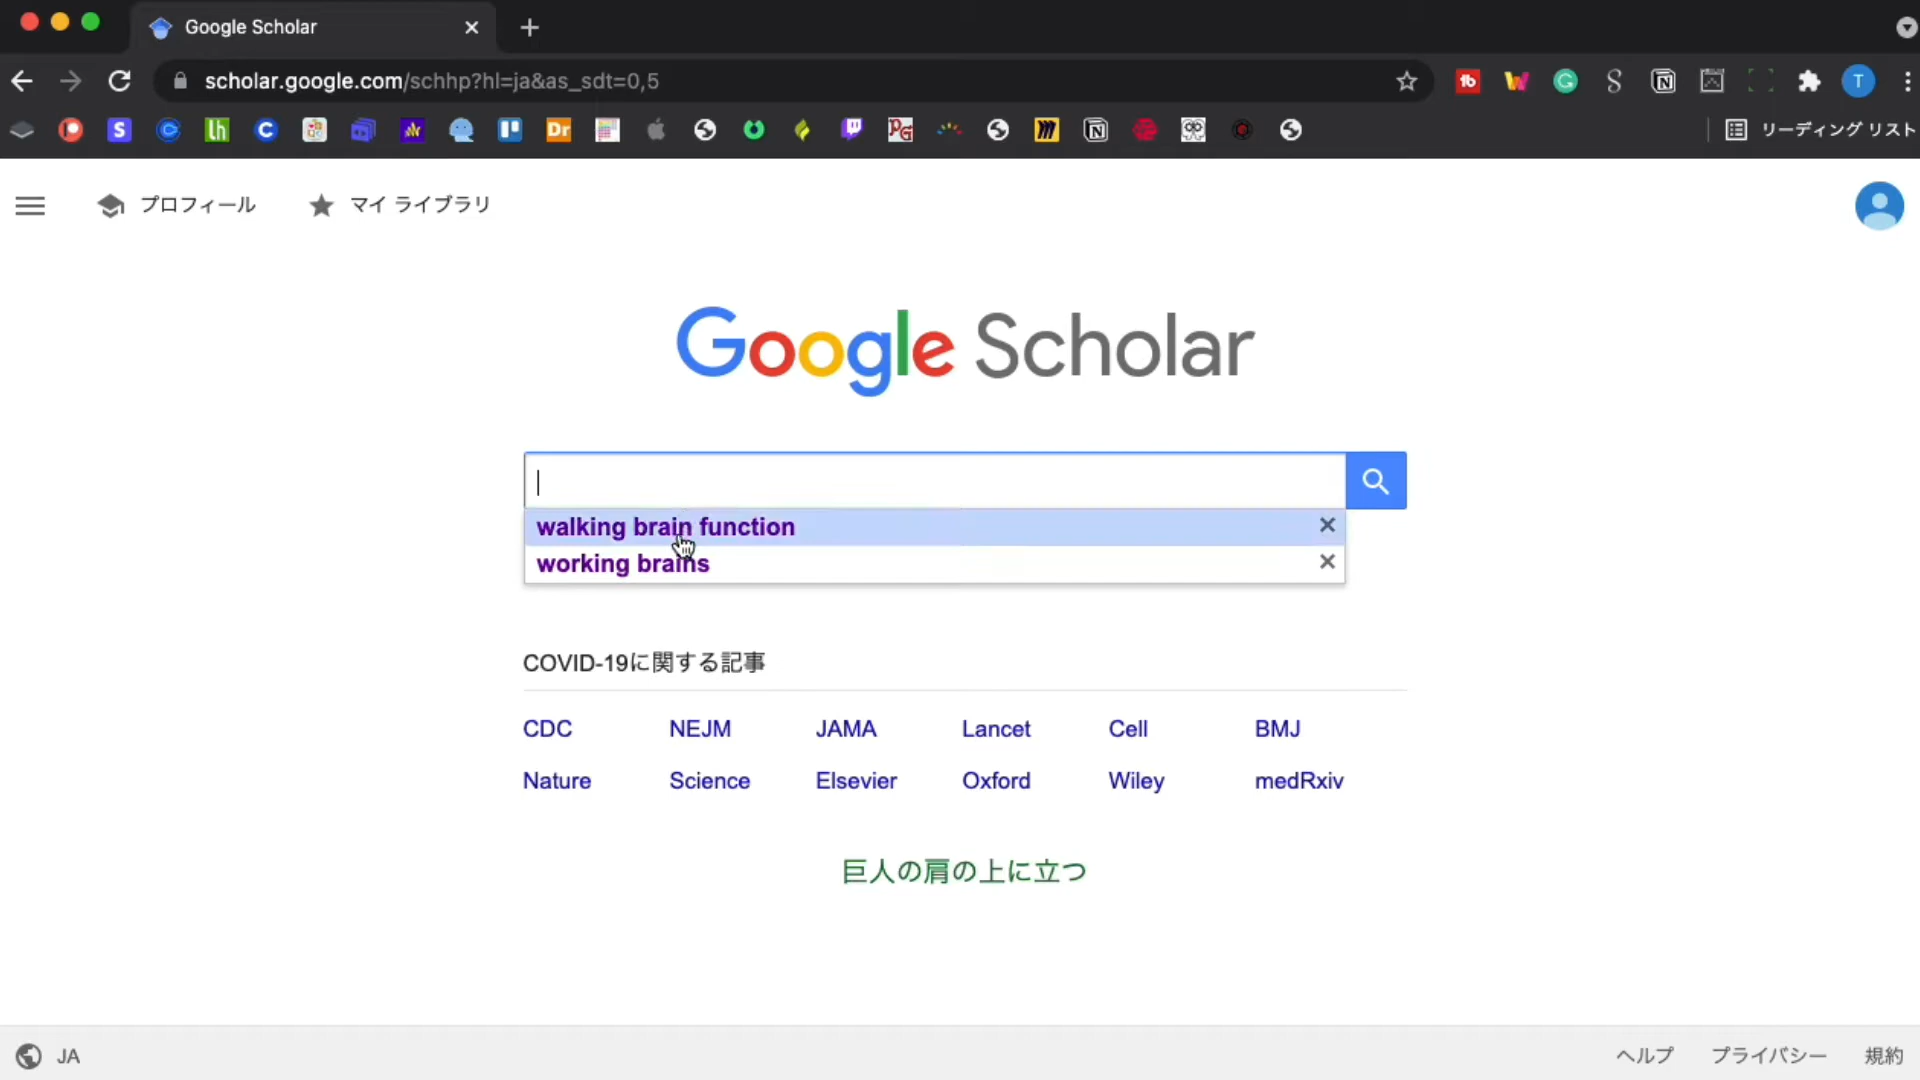 Google Scholar
scholar.google.com/schhp?hl=ja&as_sdt=0,5
T
リーディング リスト
プロフィール
マイ ライブラリ
Google Scholar
walking brain function
working brains
COVID-19に関する記事
CDC NEJM JAMA Lancet Cell BMJ
Nature Science Elsevier Oxford Wiley medRxiv
巨人の肩の上に立つ
JA
ヘルプ プライバシー 規約